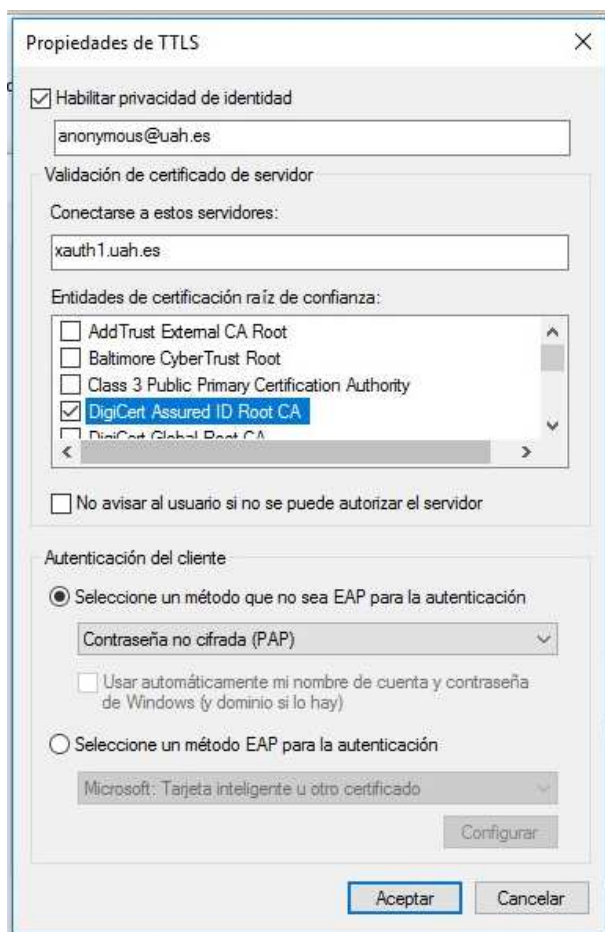 Propiedades de TTLS
Habilitar privacidad de identidad
anonymous@uah.es
Validación de certificado de servidor
Conectarse a estos servidores:
xauth1.uah.es
Entidades de certificación raíz de confianza:
AddTrust External CA Root
Baltimore CyberTrust Root
Class 3 Public Primary Certification Authority
DigiCert Assured ID Root CA
DigiCert Global Root CA
No avisar al usuario si no se puede autorizar el servidor
Autenticación del cliente
Seleccione un método que no sea EAP para la autenticación
Contraseña no cifrada (PAP)
Usar automáticamente mi nombre de cuenta y contraseña
de Windows (y dominio si lo hay)
Seleccione un método EAP para la autenticación
Microsoft: Tarjeta inteligente u otro certificado
Configurar
Aceptar
Cancelar